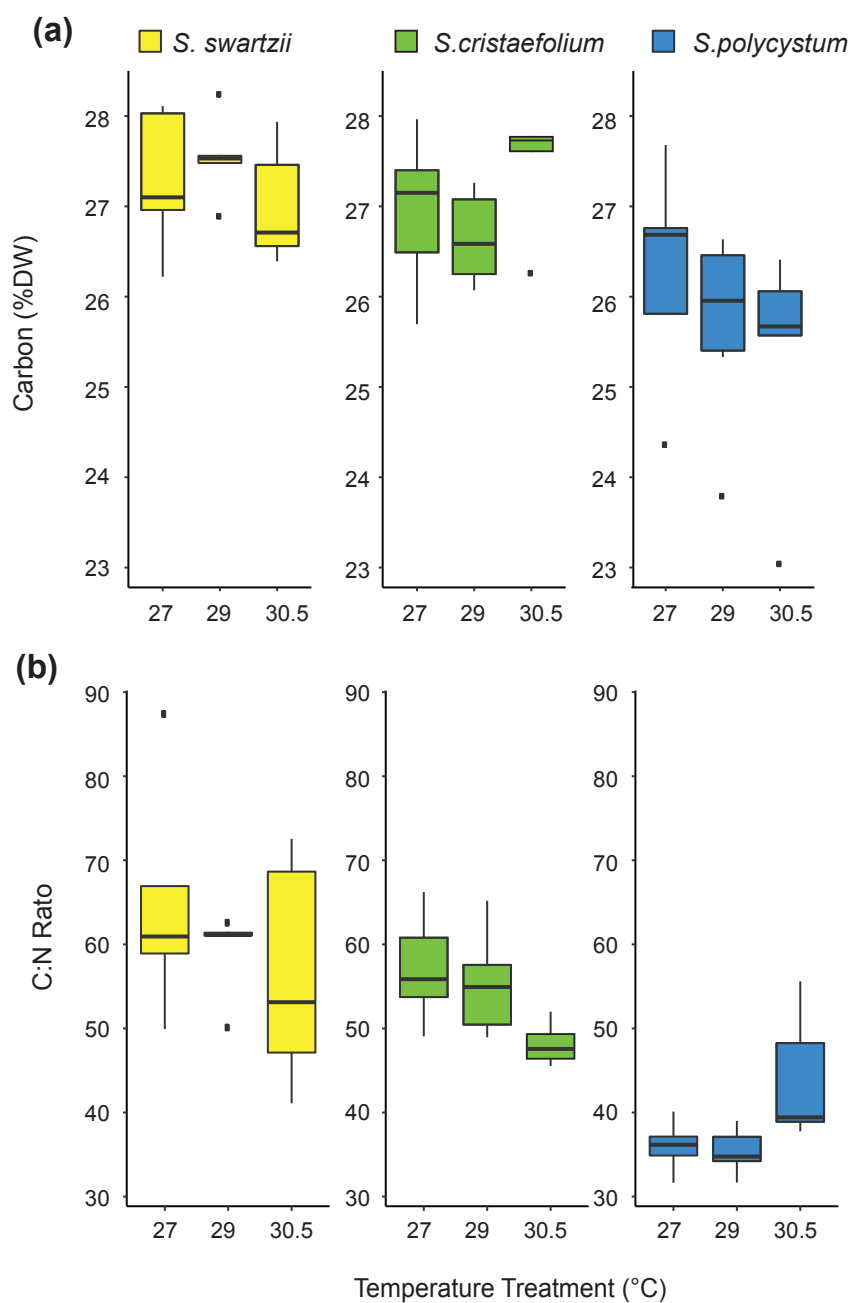 (a) S. swartzii S.cristaefolium S.polycystum
Carbon (%DW)
28 28 28
27 27 27
26 26 26
25 25 25
24 24 24
23 23 23
27 29 30.5 27 29 30.5 27 29 30.5
(b)
C:N Rato
90 90 90
80 80 80
70 70 70
60 60 60
50 50 50
40 40 40
30 30 30
27 29 30.5 27 29 30.5 27 29 30.5
Temperature Treatment (°C)